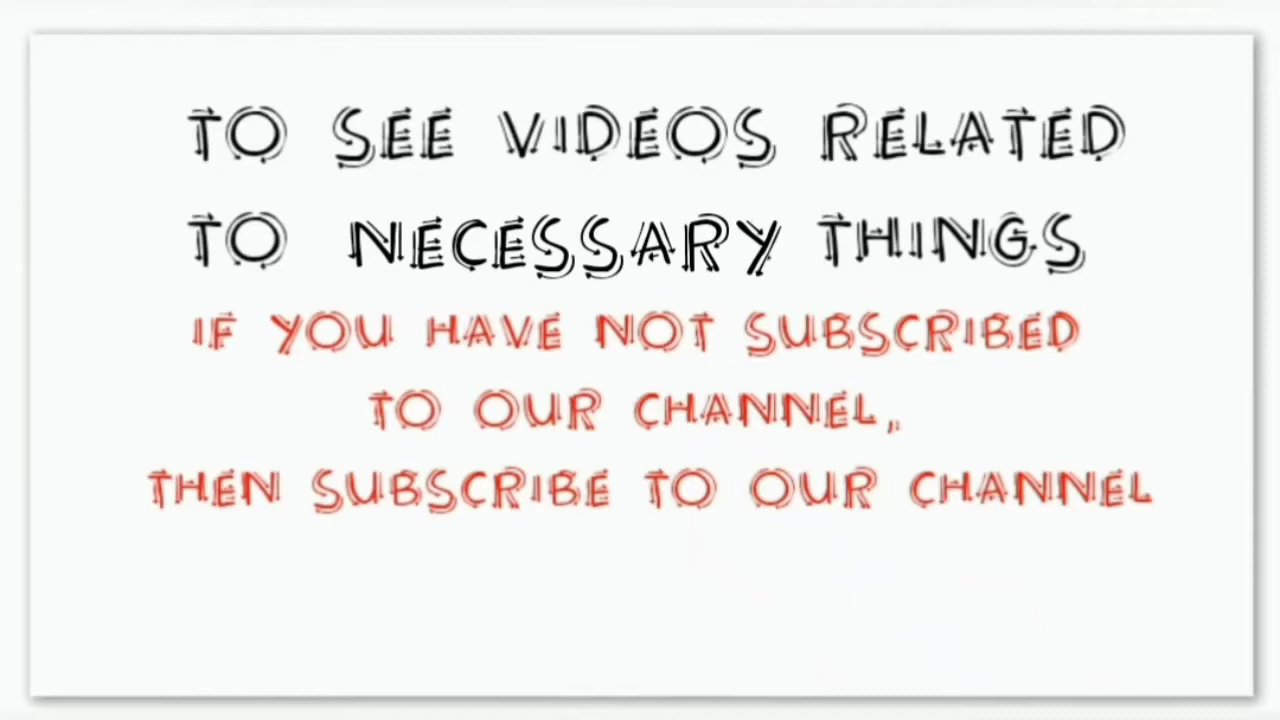 TO SEE VIDEOS RELATED
TO NECESSARY THINGS
IF YOU HAVE NOT SUBSCRIBED
TO OUR CHANNEL,
THEN SUBSCRIBE TO OUR CHANNEL